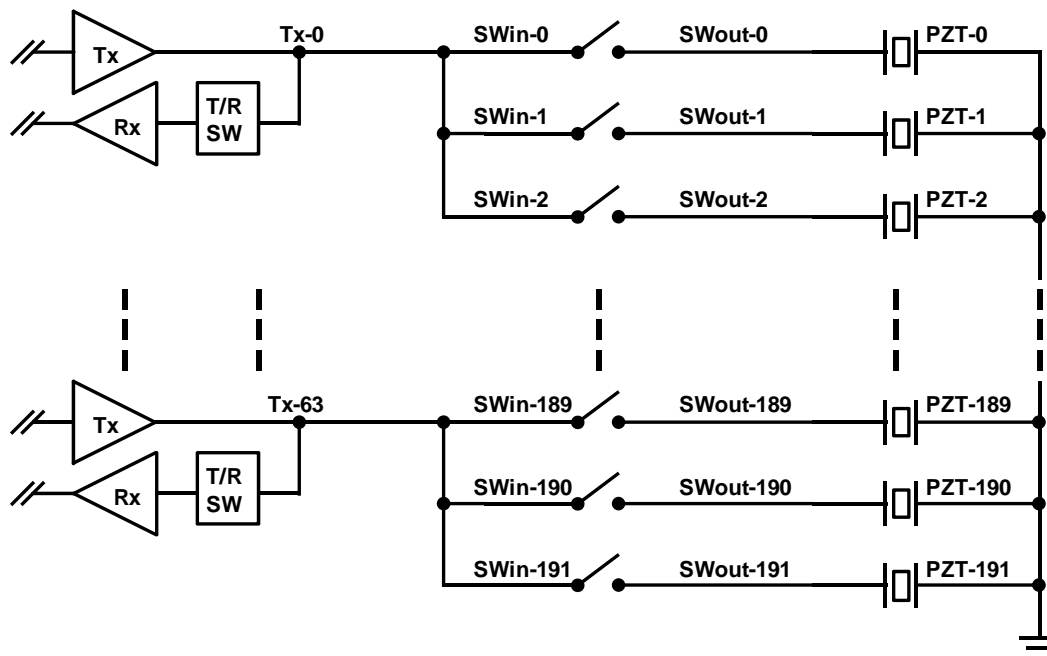 Tx
Tx-0
SWin-0
SWout-0
PZT-0
Rx
T/R
SW
SWin-1
SWout-1
PZT-1
SWin-2
SWout-2
PZT-2
Tx
Tx-63
SWin-189
SWout-189
PZT-189
Rx
T/R
SW
SWin-190
SWout-190
PZT-190
SWin-191
SWout-191
PZT-191